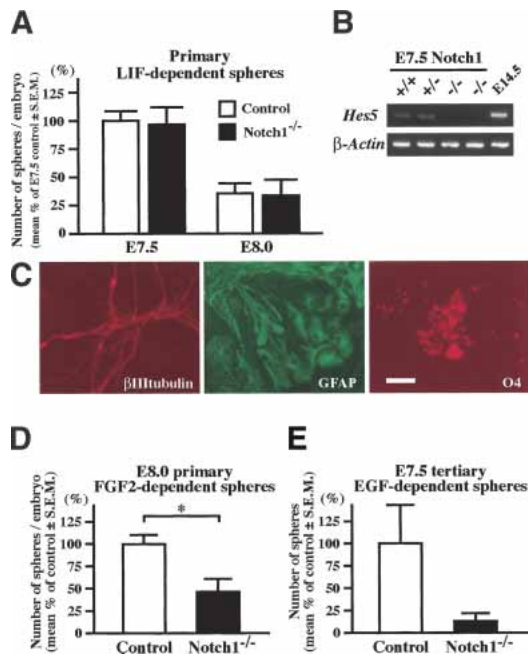 A
Primary
LIF-dependent spheres
(%)
Number of spheres / embryo
(mean % of E7.5 control ± S.E.M.)
125
100
75
50
25
0
Control
Notch1-/-
E7.5
E8.0
B
E7.5 Notch1
+/+ +/- -/- -/- E14.5
Hes5
β-Actin
C
βIIItubulin
GFAP
O4
D
E8.0 primary
FGF2-dependent spheres
(%)
Number of spheres / embryo
(mean % of control ± S.E.M.)
125
100
75
50
25
0
*
Control
Notch1-/-
E
E7.5 tertiary
EGF-dependent spheres
(%)
Number of spheres
(mean % of control ± S.E.M.)
125
100
75
50
25
0
Control
Notch1-/-